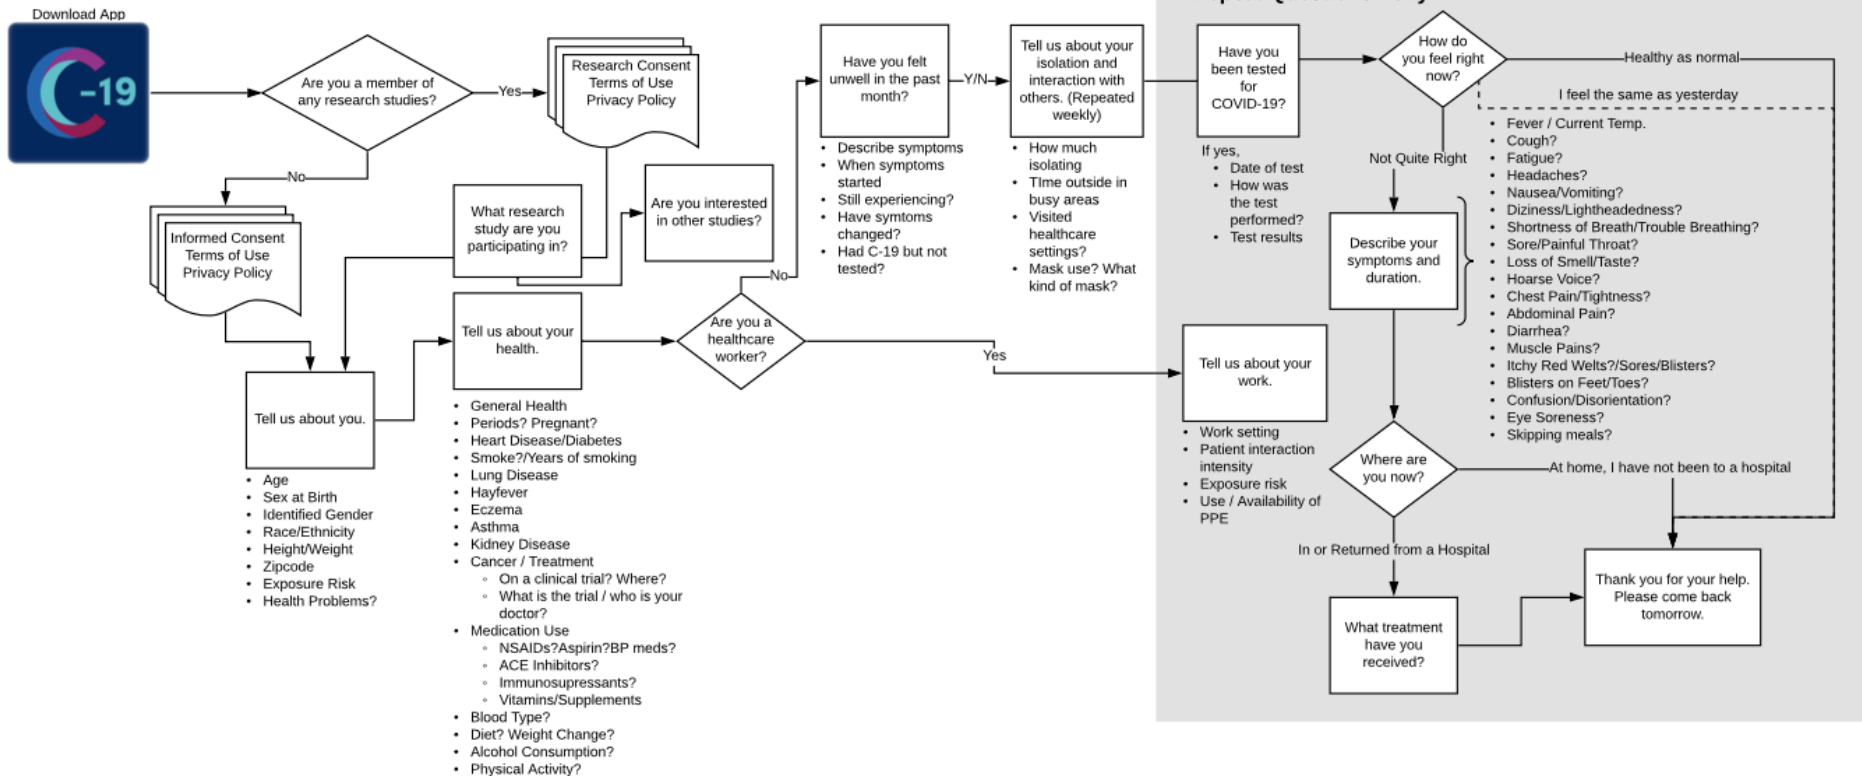 Download App
C-19
Are you a member of
any research studies?
Yes
Research Consent
Terms of Use
Privacy Policy
No
Informed Consent
Terms of Use
Privacy Policy
What research
study are you
participating in?
Are you interested
in other studies?
Tell us about you.
• Age
• Sex at Birth
• Identified Gender
• Race/Ethnicity
• Height/Weight
• Zipcode
• Exposure Risk
• Health Problems?
Tell us about your
health.
• General Health
• Periods? Pregnant?
• Heart Disease/Diabetes
• Smoke?/Years of smoking
• Lung Disease
• Hayfever
• Eczema
• Asthma
• Kidney Disease
• Cancer / Treatment
◦ On a clinical trial? Where?
◦ What is the trial / who is your
doctor?
• Medication Use
◦ NSAIDs?Aspirin?BP meds?
◦ ACE Inhibitors?
◦ Immunosupressants?
◦ Vitamins/Supplements
• Blood Type?
• Diet? Weight Change?
• Alcohol Consumption?
• Physical Activity?
Are you a
healthcare
worker?
No
Yes
Have you felt
unwell in the past
month?
• Describe symptoms
• When symptoms
started
• Still experiencing?
• Have symtoms
changed?
• Had C-19 but not
tested?
Y/N
Tell us about your
isolation and
interaction with
others. (Repeated
weekly)
• How much
isolating
• TIme outside in
busy areas
• Visited
healthcare
settings?
• Mask use? What
kind of mask?
Have you
been tested
for
COVID-19?
If yes,
• Date of test
• How was
the test
performed?
• Test results
Tell us about your
work.
• Work setting
• Patient interaction
intensity
• Exposure risk
• Use / Availability of
PPE
How do
you feel right
now?
Healthy as normal
I feel the same as yesterday
Not Quite Right
Describe your
symptoms and
duration.
• Fever / Current Temp.
• Cough?
• Fatigue?
• Headaches?
• Nausea/Vomiting?
• Diziness/Lightheadedness?
• Shortness of Breath/Trouble Breathing?
• Sore/Painful Throat?
• Loss of Smell/Taste?
• Hoarse Voice?
• Chest Pain/Tightness?
• Abdominal Pain?
• Diarrhea?
• Muscle Pains?
• Itchy Red Welts?/Sores/Blisters?
• Blisters on Feet/Toes?
• Confusion/Disorientation?
• Eye Soreness?
• Skipping meals?
Where are
you now?
At home, I have not been to a hospital
In or Returned from a Hospital
What treatment
have you
received?
Thank you for your help.
Please come back
tomorrow.